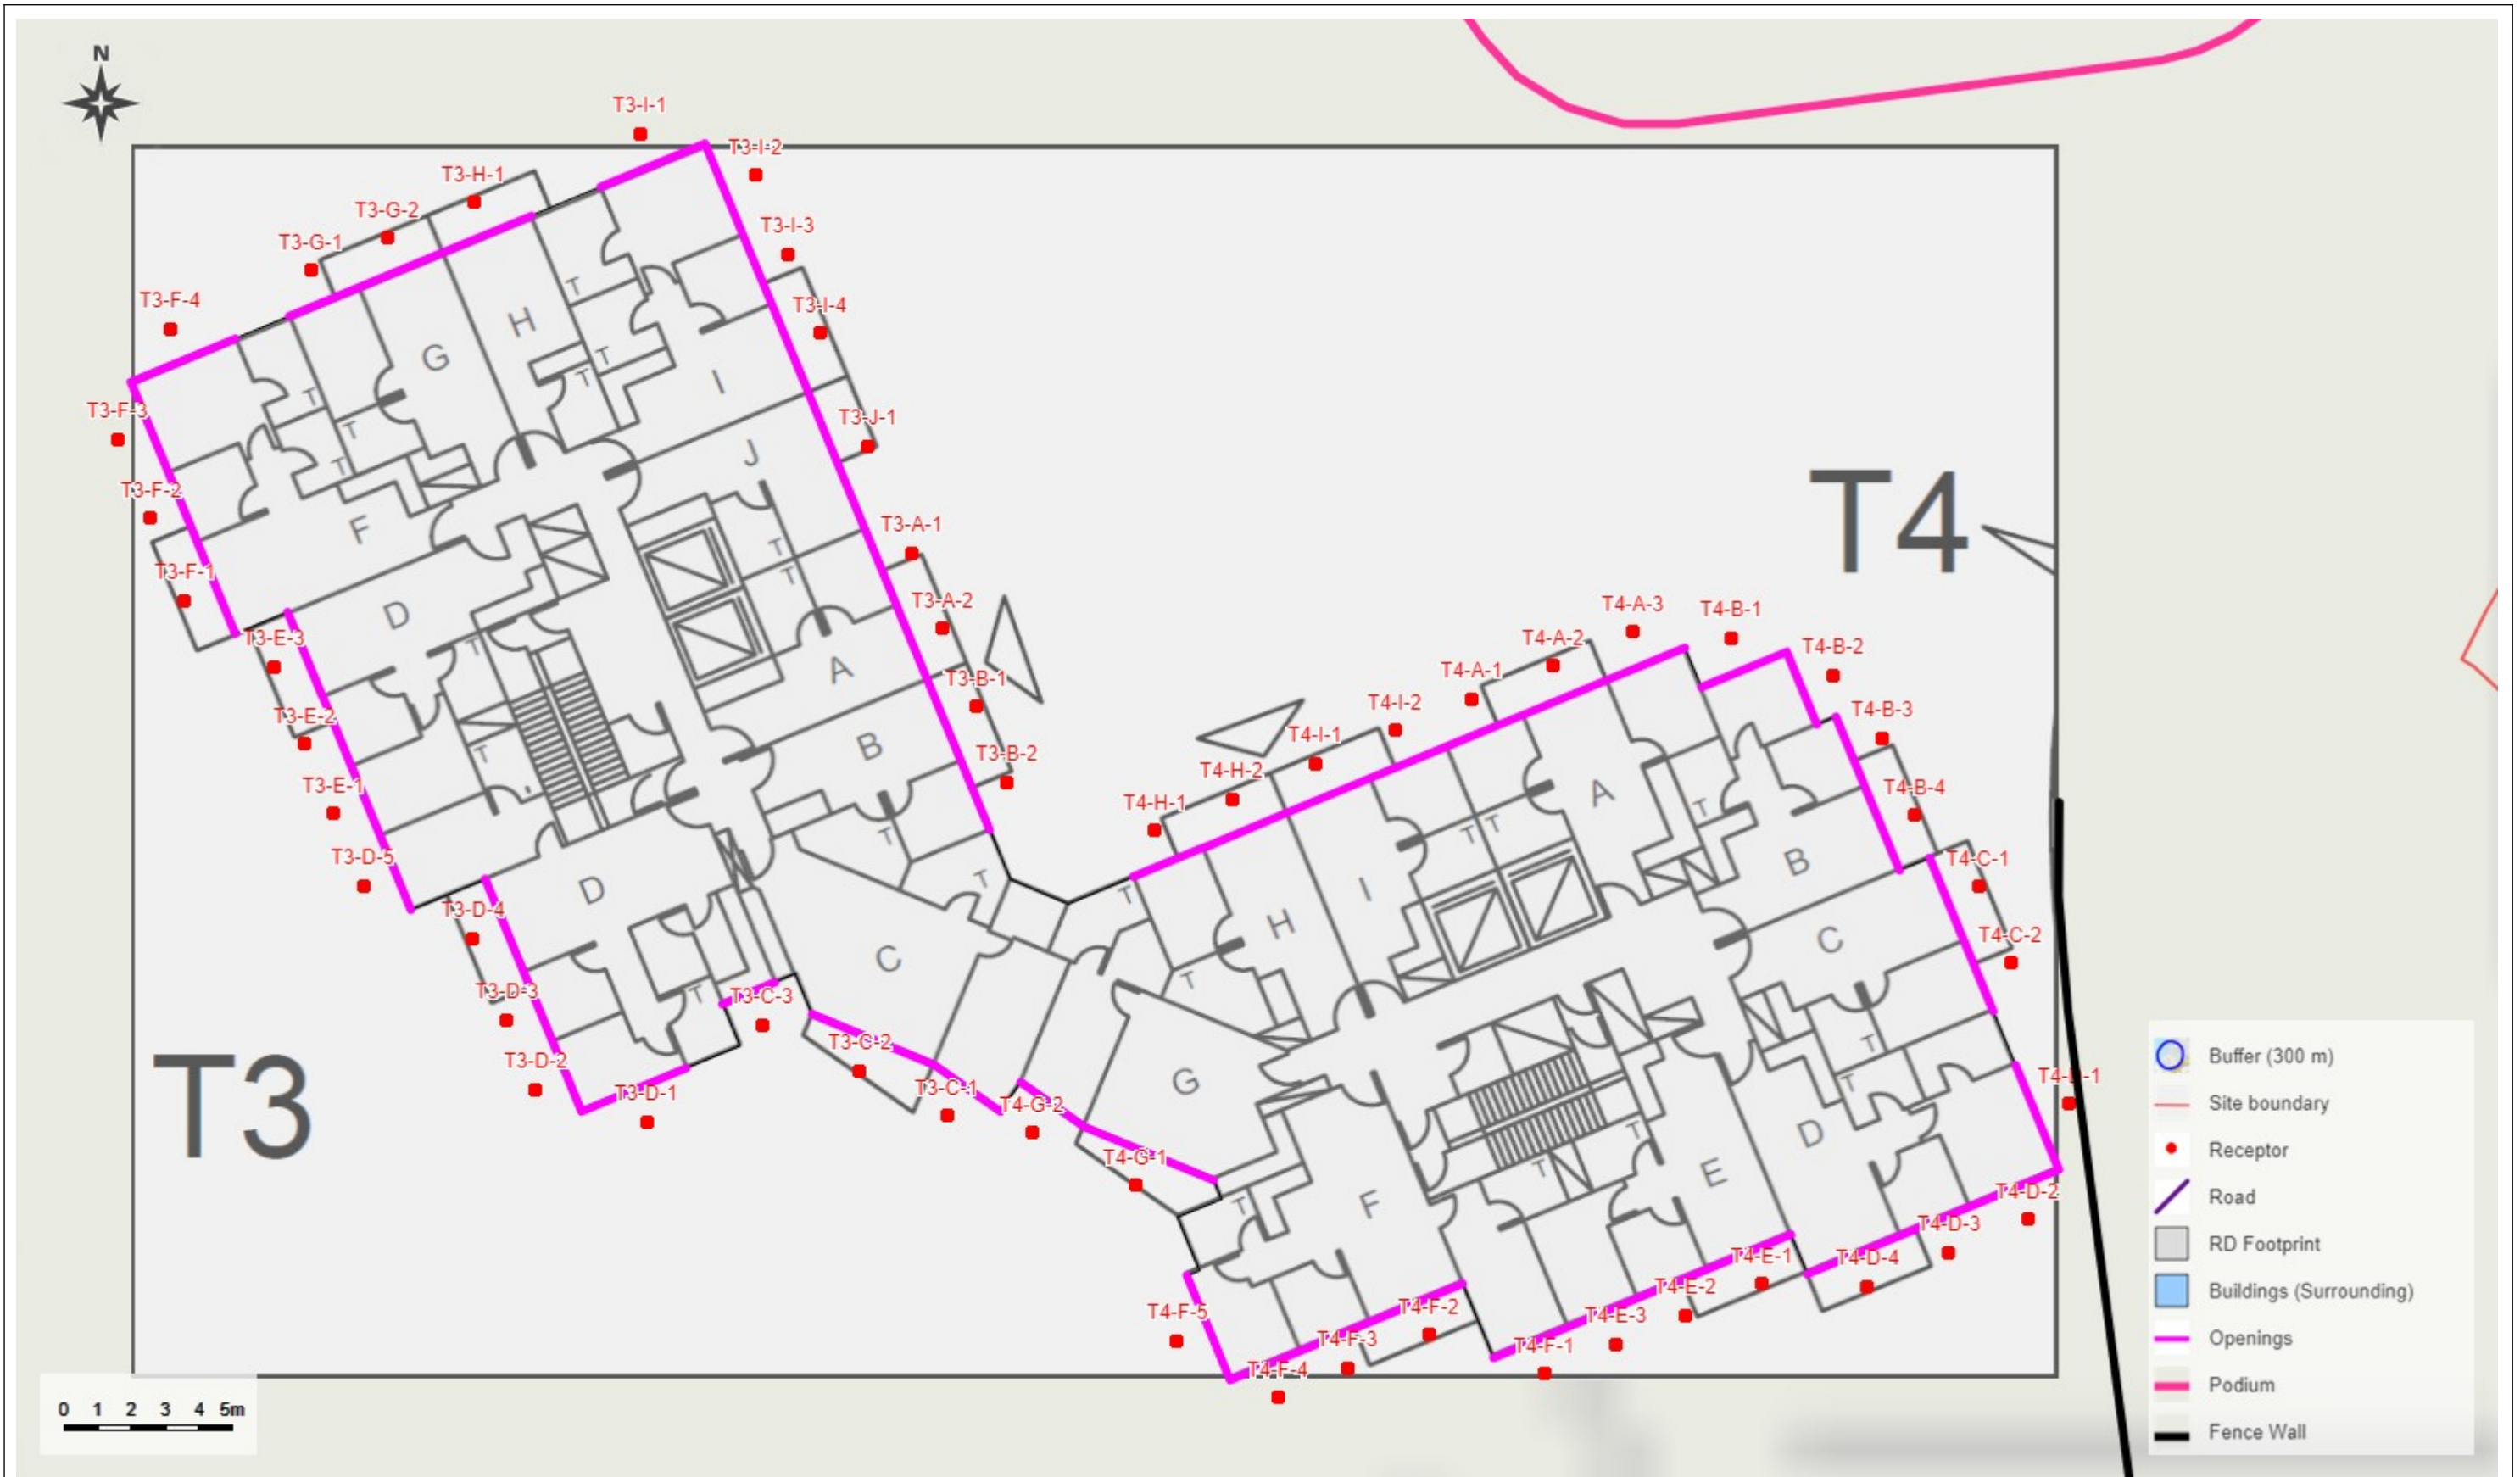 N
T3-I-1
T3-I-2
T3-H-1
T3-G-2
T3-I-3
T3-G-1
T3-F-4
T3-I-4
T
H
G
T
T
I
T
T3-F-3
T
T3-J-1
T
J
T
T3-F-2
F
T3-A-1
T4
T
T3-F-1
T
T3-A-2
T4-A-3
T4-B-1
D
T3-E-3
T4-A-2
T4-B-2
T
A
T4-A-1
T3-B-1
T4-I-2
T4-B-3
T3-E-2
T4-I-1
B
T
T3-B-2
T4-H-2
T3-E-1
T4-B-4
A
T4-H-1
T
T
T
T
T3-D-5
B
T4-C-1
T
D
I
T
T3-D-4
H
T4-C-2
C
C
T
T3-D-3
T
T3-C-3
T3-C-2
T
Buffer (300 m)
T3-D-2
T4-D-1
G
T
T3-C-1
T3-D-1
T3
T4-G-2
Site boundary
T
D
Receptor
T4-G-1
T
E
T4-D-2
Road
F
T
T4-D-3
RD Footprint
T4-E-1
T4-D-4
T4-E-2
Buildings (Surrounding)
T4-F-5
T4-F-2
T4-E-3
T4-F-3
T4-F-1
Openings
T4-F-4
Podium
0 1 2 3 4 5m
Fence Wall